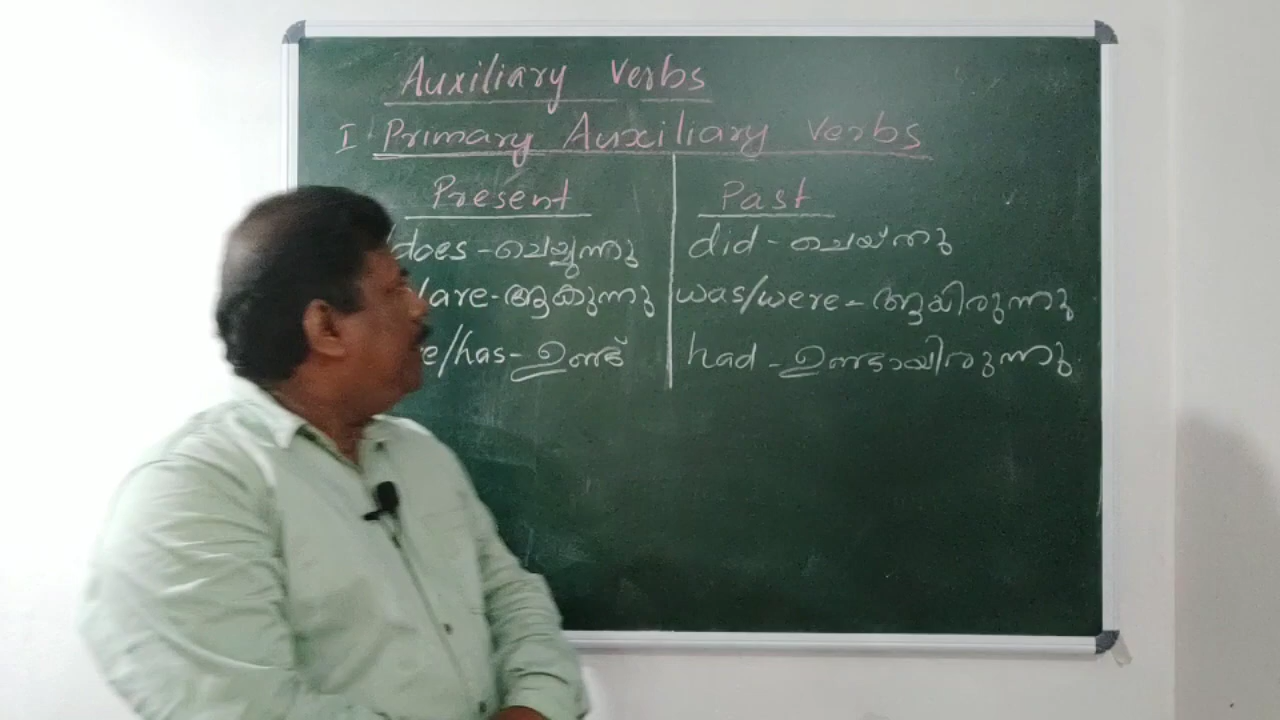 Auxiliary Verbs
I Primary Auxiliary Verbs
Present Past
/does - ചെയ്യുന്നു did - ചെയ്തു
/are - ആകുന്നു was/were - ആയിരുന്നു
e/has - ഉണ്ട് had - ഉണ്ടായിരുന്നു